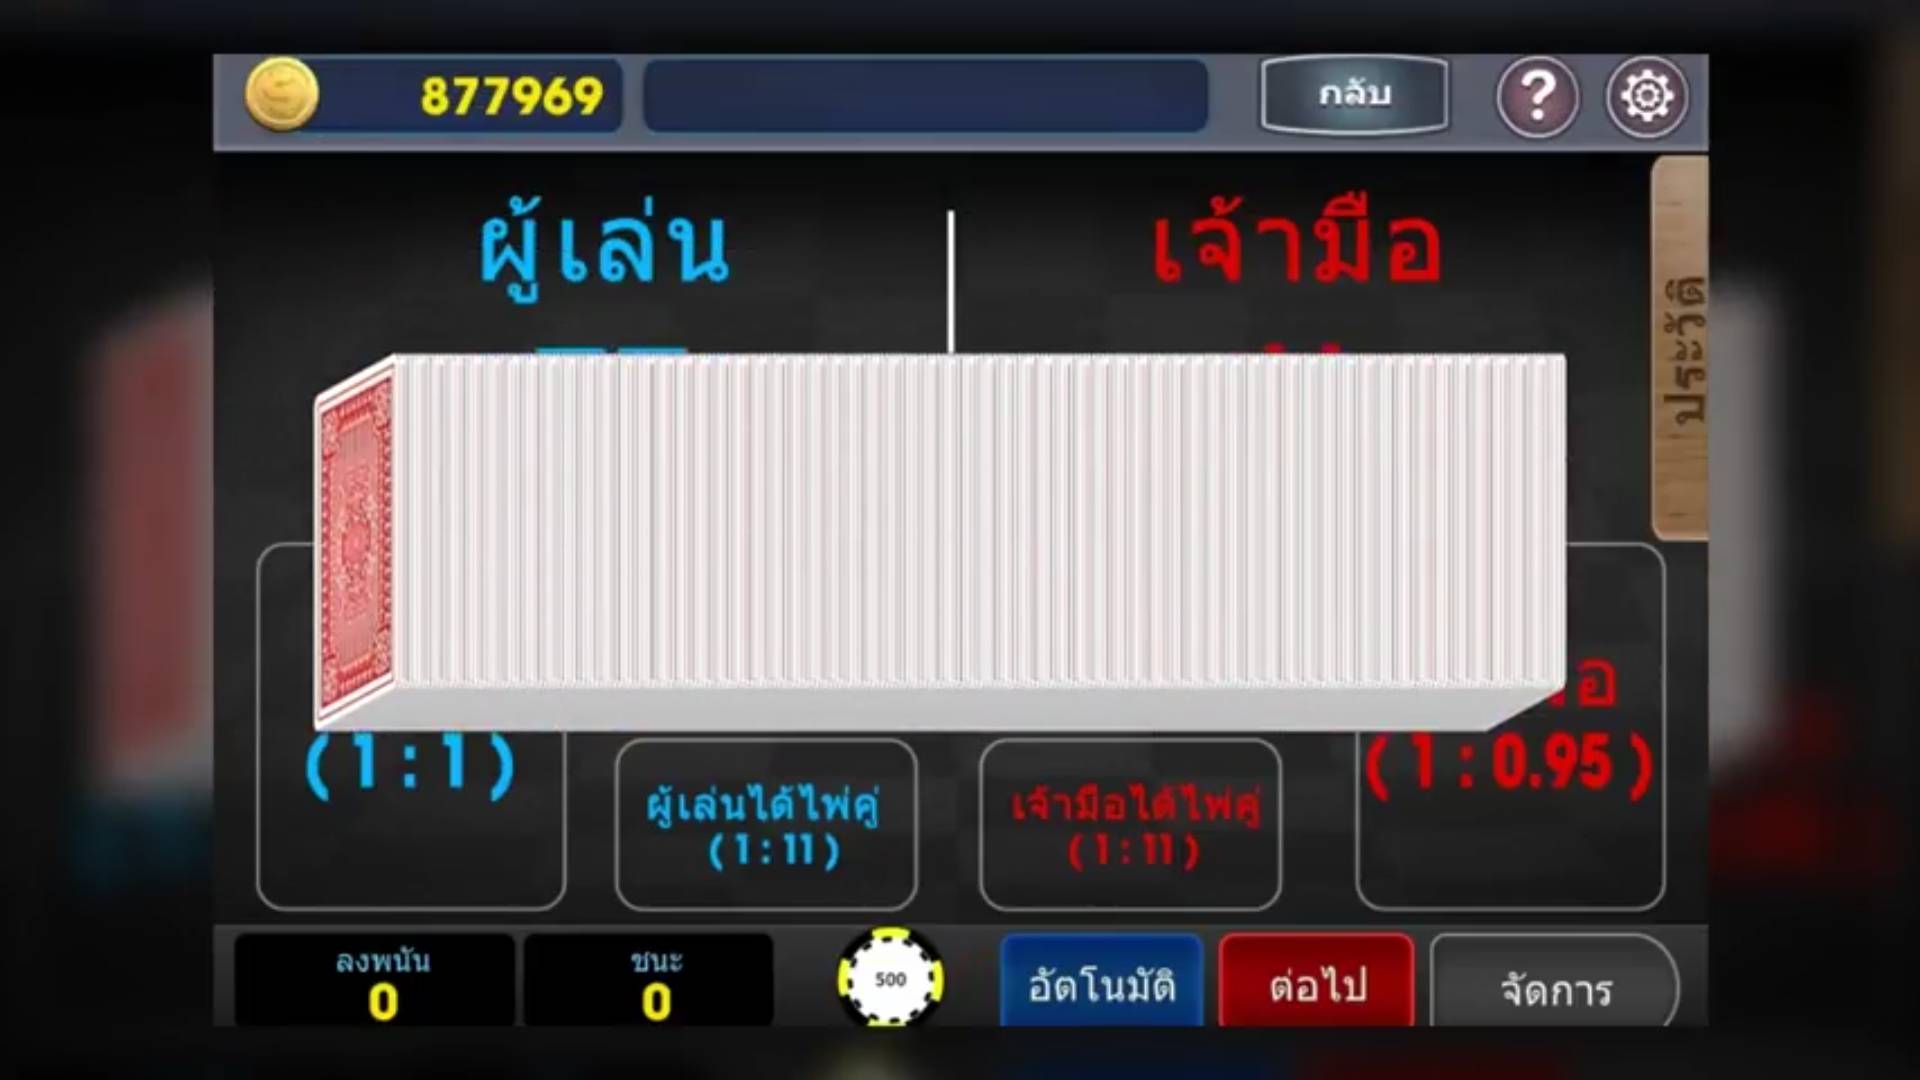 877969
กลับ
?
ผู้เล่น
เจ้ามือ
ประวัติ
(1:1)
(1:0.95)
ผู้เล่นได้ไพ่คู่
(1:11)
เจ้ามือได้ไพ่คู่
(1:11)
ลงพนัน
0
ชนะ
0
500
อัตโนมัติ
ต่อไป
จัดการ